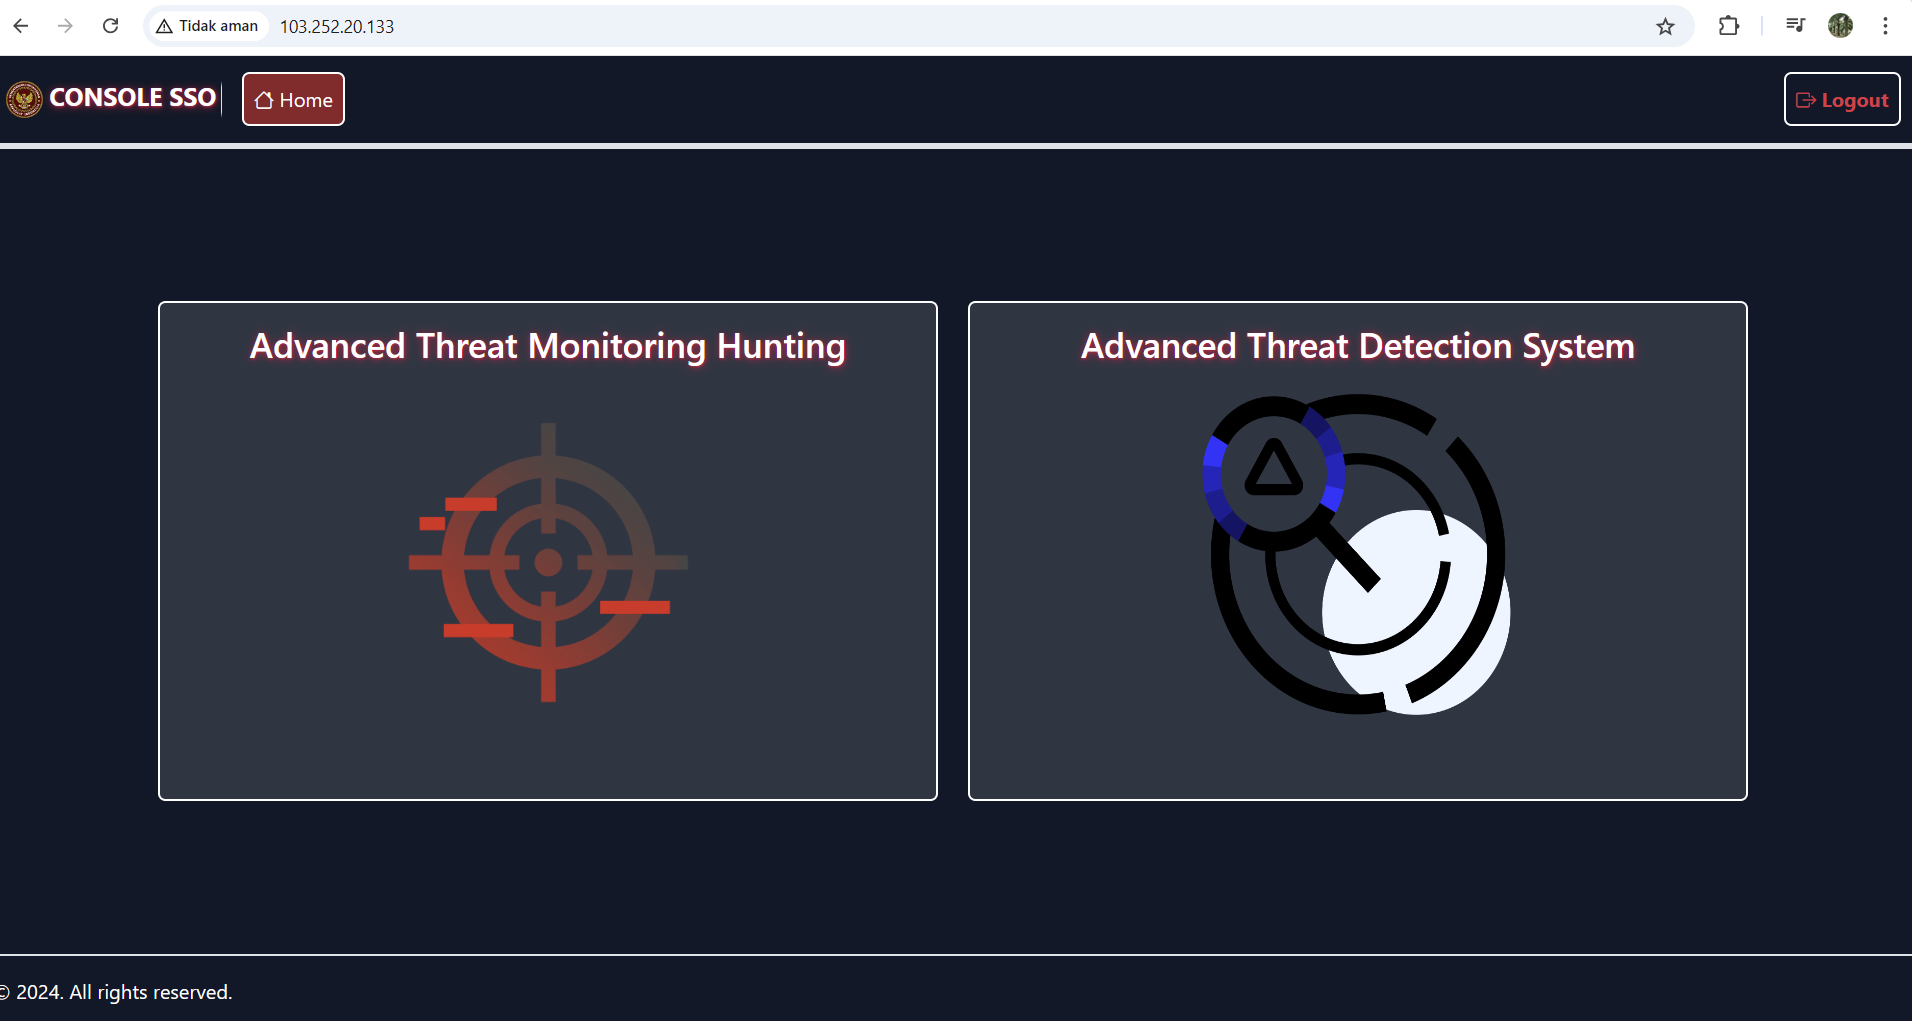 Tidak aman
103.252.20.133
CONSOLE SSO
Home
Logout
Advanced Threat Monitoring Hunting
Advanced Threat Detection System
© 2024. All rights reserved.